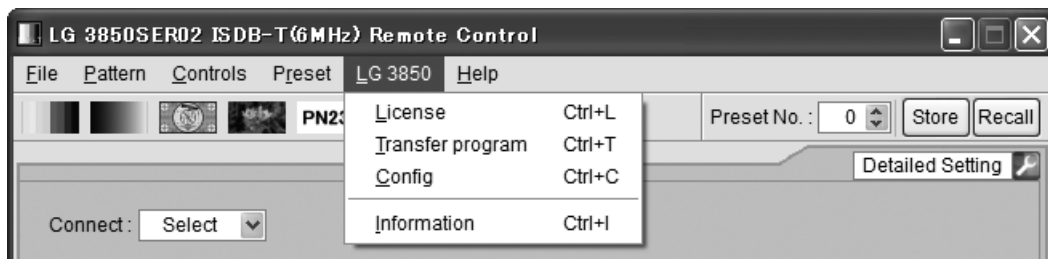 LG 3850SER02 ISDB-T(6MHz) Remote Control
File Pattern Controls Preset LG 3850 Help
PN23
Preset No. : 0 Store Recall
License Ctrl+L
Transfer program Ctrl+T
Config Ctrl+C
Information Ctrl+I
Detailed Setting
Connect : Select